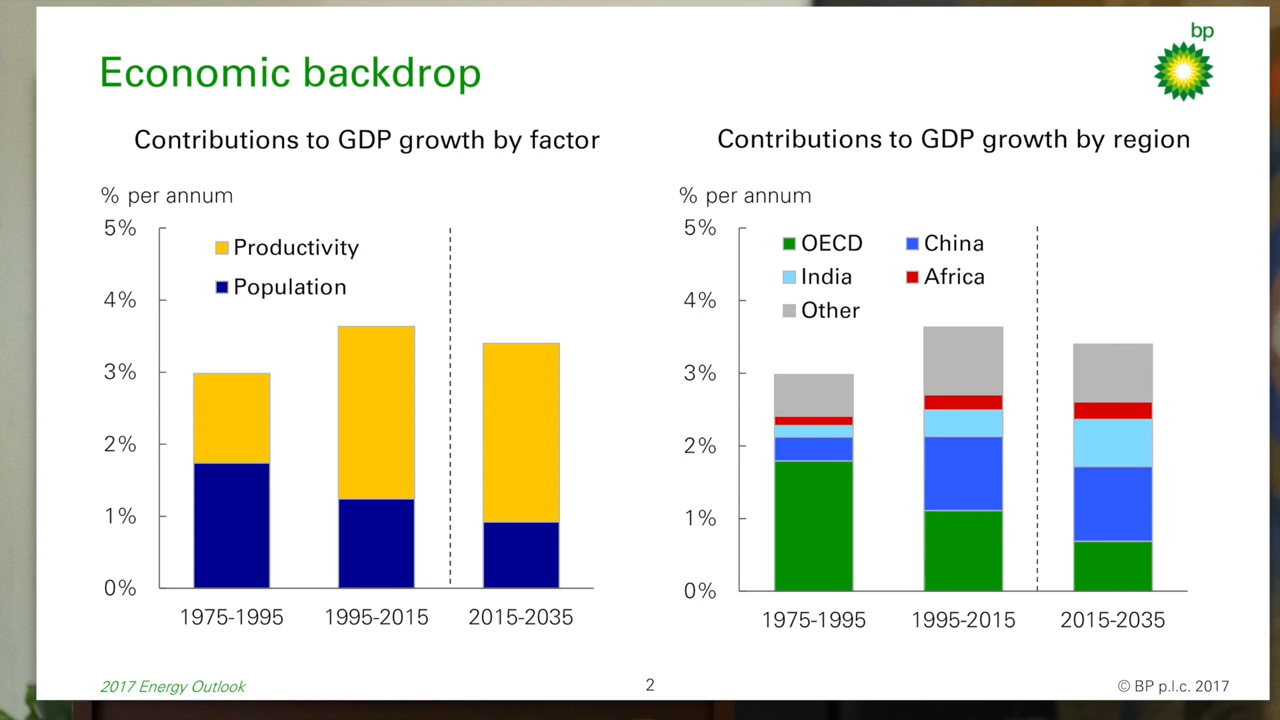 bp
Economic backdrop
Contributions to GDP growth by factor
% per annum
5%
4%
3%
2%
1%
0%
Productivity
Population
1975-1995 1995-2015 2015-2035
Contributions to GDP growth by region
% per annum
5%
4%
3%
2%
1%
0%
OECD China
India Africa
Other
1975-1995 1995-2015 2015-2035
2017 Energy Outlook
2
© BP p.l.c. 2017